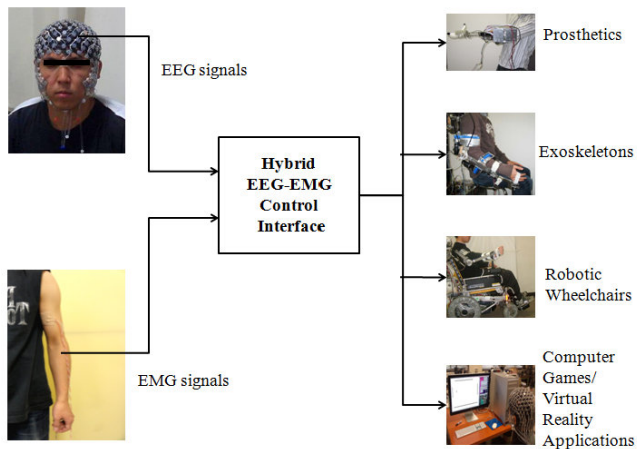 EEG signals
EMG signals
Hybrid
EEG-EMG
Control
Interface
Prosthetics
Exoskeletons
Robotic
Wheelchairs
Computer
Games/
Virtual
Reality
Applications